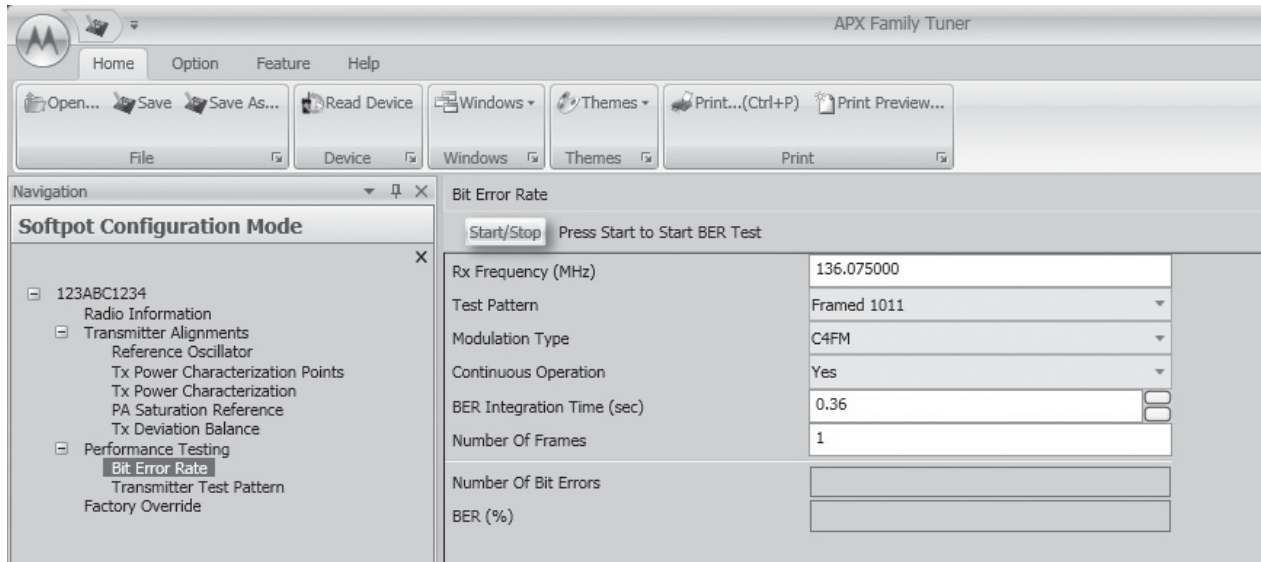 APX Family Tuner
Home Option Feature Help
Open... Save Save As... Read Device Windows Themes Print...(Ctrl+P) Print Preview...
File Device Windows Themes Print
Navigation
Softpot Configuration Mode
123ABC1234
Radio Information
Transmitter Alignments
Reference Oscillator
Tx Power Characterization Points
Tx Power Characterization
PA Saturation Reference
Tx Deviation Balance
Performance Testing
Bit Error Rate
Transmitter Test Pattern
Factory Override
Bit Error Rate
Start/Stop Press Start to Start BER Test
Rx Frequency (MHz) 136.075000
Test Pattern Framed 1011
Modulation Type C4FM
Continuous Operation Yes
BER Integration Time (sec) 0.36
Number Of Frames 1
Number Of Bit Errors
BER (%)